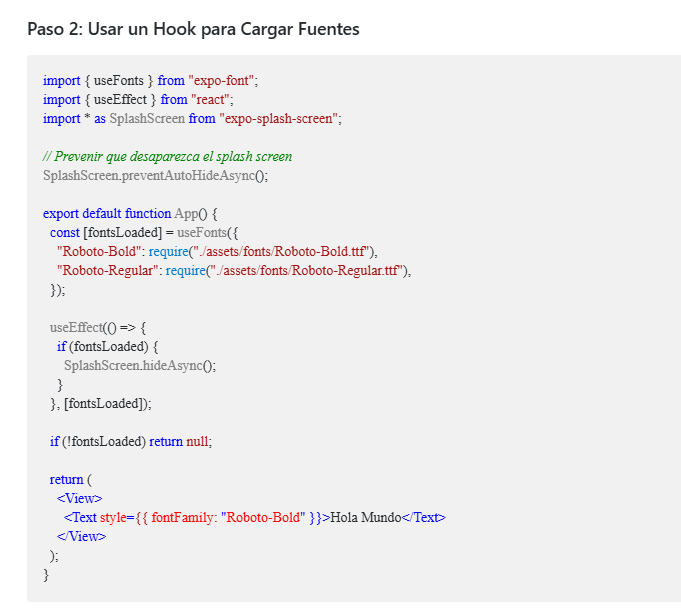 Paso 2: Usar un Hook para Cargar Fuentes
import { useFonts } from "expo-font";
import { useEffect } from "react";
import * as SplashScreen from "expo-splash-screen";
// Prevenir que desaparezca el splash screen
SplashScreen.preventAutoHideAsync();
export default function App() {
const [fontsLoaded] = useFonts({
"Roboto-Bold": require("./assets/fonts/Roboto-Bold.ttf"),
"Roboto-Regular": require("./assets/fonts/Roboto-Regular.ttf"),
});
useEffect(() => {
if (fontsLoaded) {
SplashScreen.hideAsync();
}
}, [fontsLoaded]);
if (!fontsLoaded) return null;
return (
<View>
<Text style={{ fontFamily: "Roboto-Bold" }}>Hola Mundo</Text>
</View>
);
}